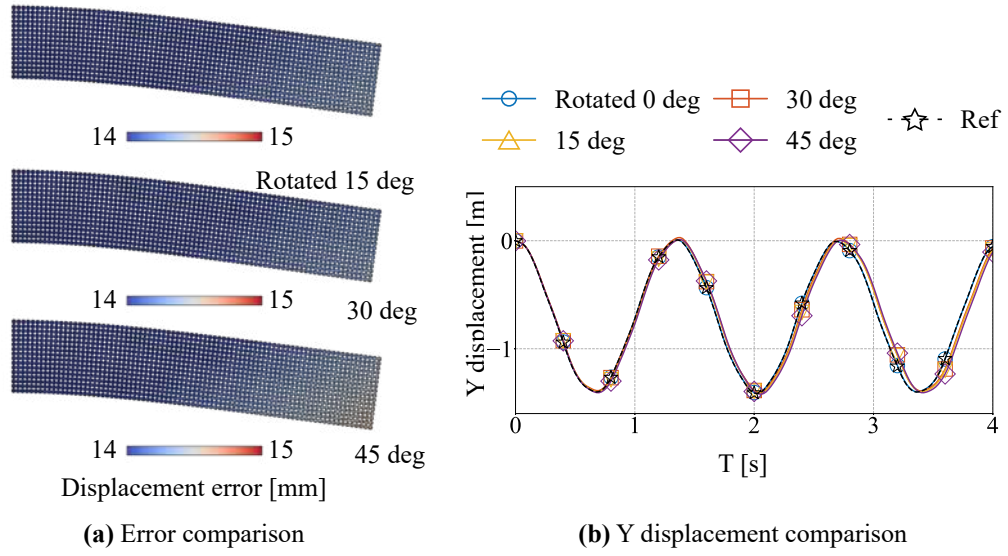 14 15
Rotated 15 deg
14 15
30 deg
14 15
45 deg
Displacement error [mm]
(a) Error comparison
Rotated 0 deg 30 deg Ref
15 deg 45 deg
Y displacement [m]
0
−1
0 1 2 3 4
T [s]
(b) Y displacement comparison